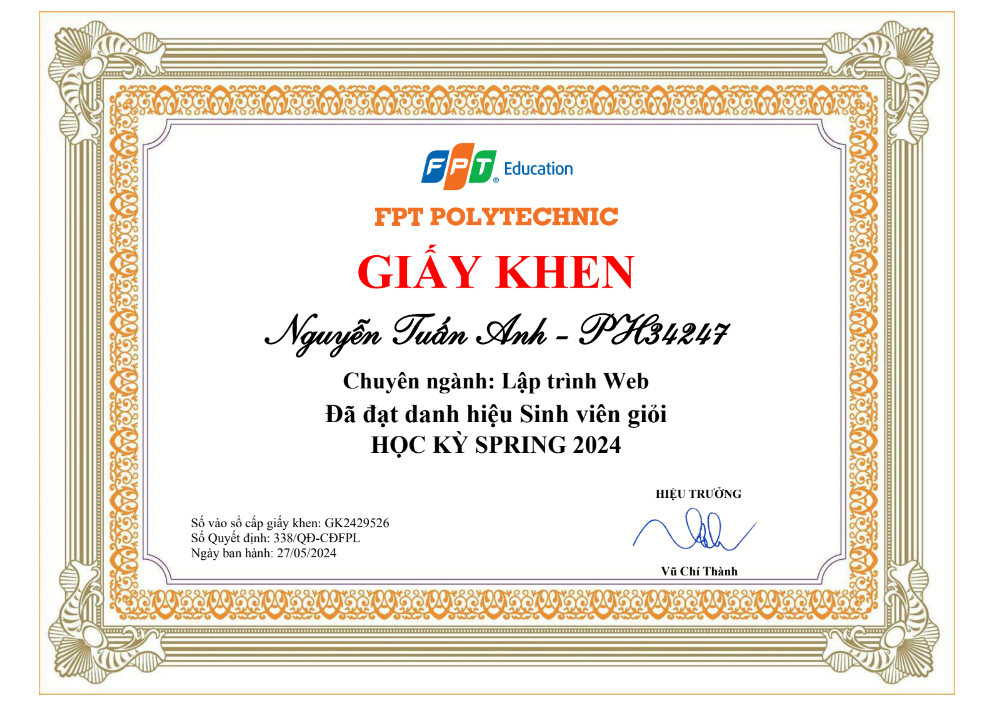 FPT Education
FPT POLYTECHNIC
GIẤY KHEN
Nguyễn Tuấn Anh - PH34247
Chuyên ngành: Lập trình Web
Đã đạt danh hiệu Sinh viên giỏi
HỌC KỲ SPRING 2024
HIỆU TRƯỞNG
Số vào sổ cấp giấy khen: GK2429526
Số Quyết định: 338/QĐ-CĐFPL
Ngày ban hành: 27/05/2024
Vũ Chí Thành